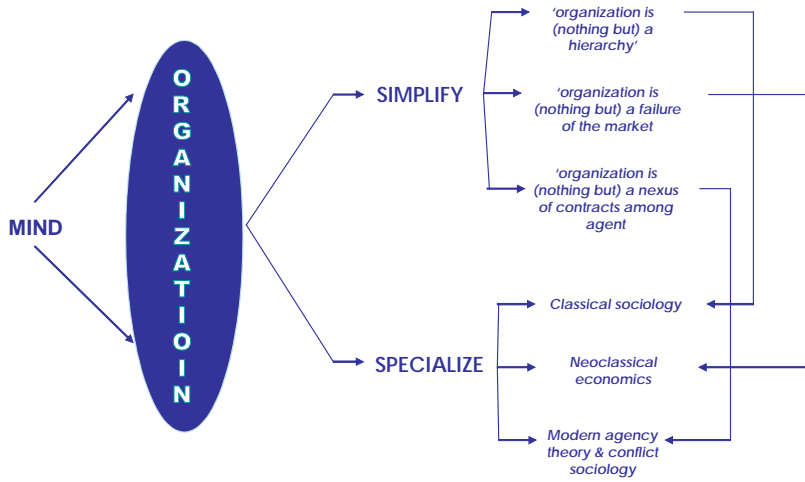 MIND
ORGANIZATIOIN
SIMPLIFY
'organization is
(nothing but) a
hierarchy'
'organization is
(nothing but) a failure
of the market
'organization is
(nothing but) a nexus
of contracts among
agent
SPECIALIZE
Classical sociology
Neoclassical
economics
Modern agency
theory & conflict
sociology